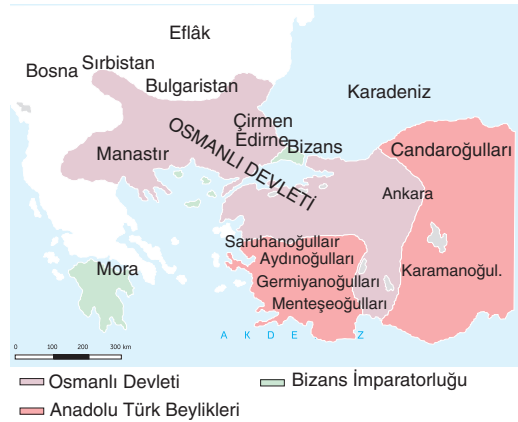 Eflâk
Sırbistan
Bosna
Bulgaristan
Karadeniz
Çirmen
Edirne
Bizans
OSMANLI DEVLETİ
Manastır
Candaroğulları
Ankara
Saruhanoğullaır
Aydınoğulları
Mora
Karamanoğul.
Germiyanoğulları
Menteşeoğulları
A K D E Z
0 100 200 300 km
Osmanlı Devleti
Bizans İmparatorluğu
Anadolu Türk Beylikleri